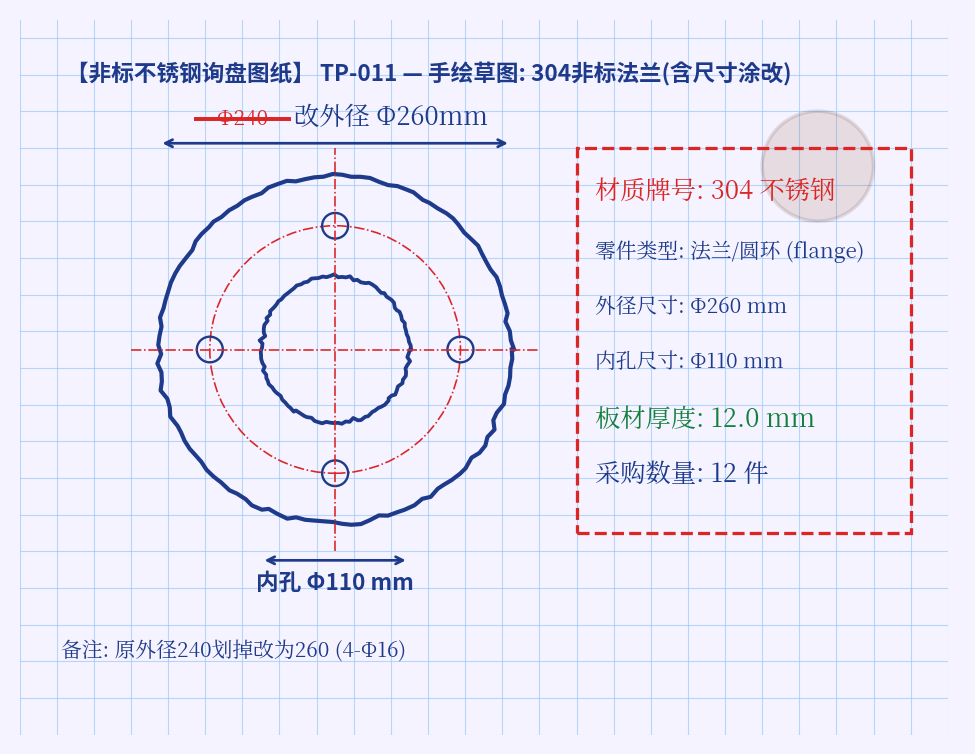 【非标不锈钢询盘图纸】 TP-011 — 手绘草图: 304非标法兰(含尺寸涂改)
Φ240 改外径 Φ260mm
材质牌号: 304 不锈钢
零件类型: 法兰/圆环 (flange)
外径尺寸: Φ260 mm
内孔尺寸: Φ110 mm
板材厚度: 12.0 mm
采购数量: 12 件
内孔 Φ110 mm
备注: 原外径240划掉改为260 (4-Φ16)